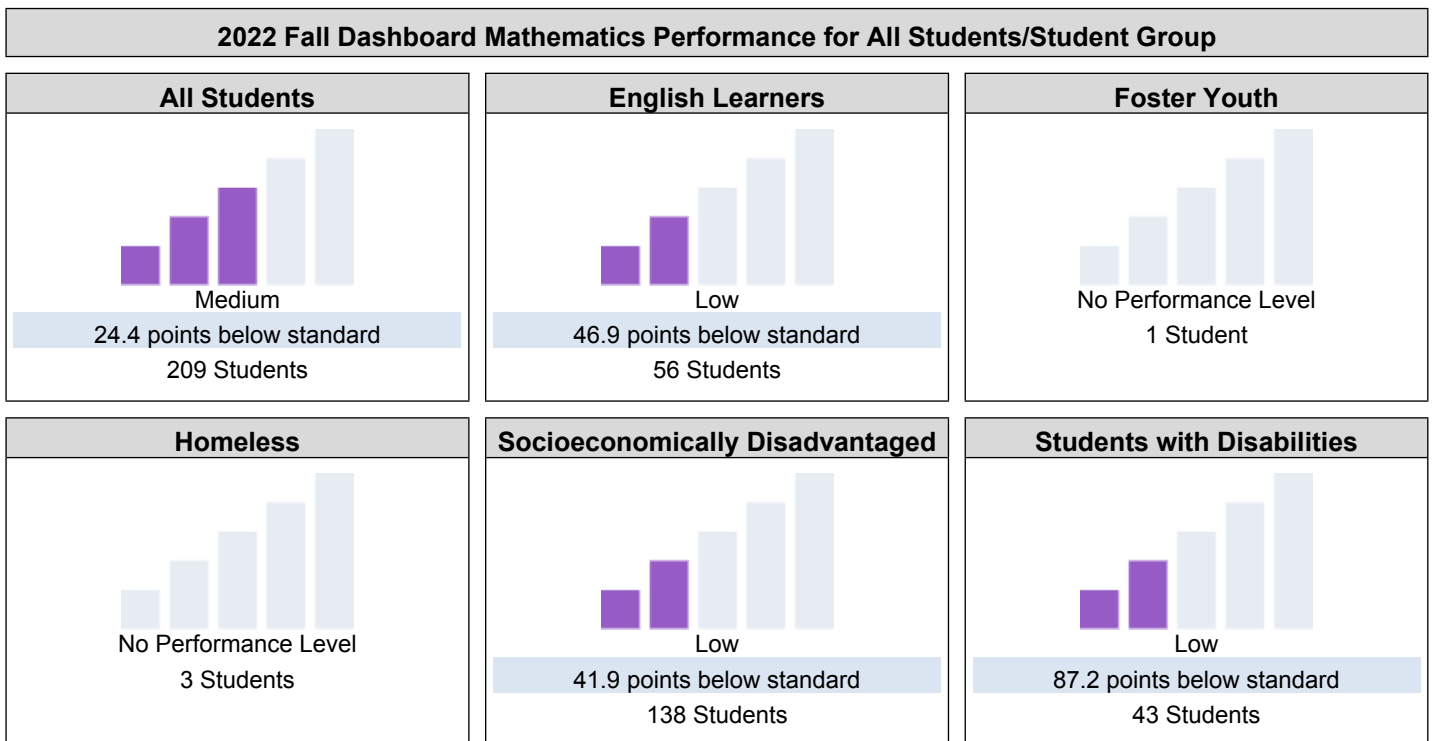 2022 Fall Dashboard Mathematics Performance for All Students/Student Group
All Students
Medium
24.4 points below standard
209 Students
English Learners
Low
46.9 points below standard
56 Students
Foster Youth
No Performance Level
1 Student
Homeless
No Performance Level
3 Students
Socioeconomically Disadvantaged
Low
41.9 points below standard
138 Students
Students with Disabilities
Low
87.2 points below standard
43 Students